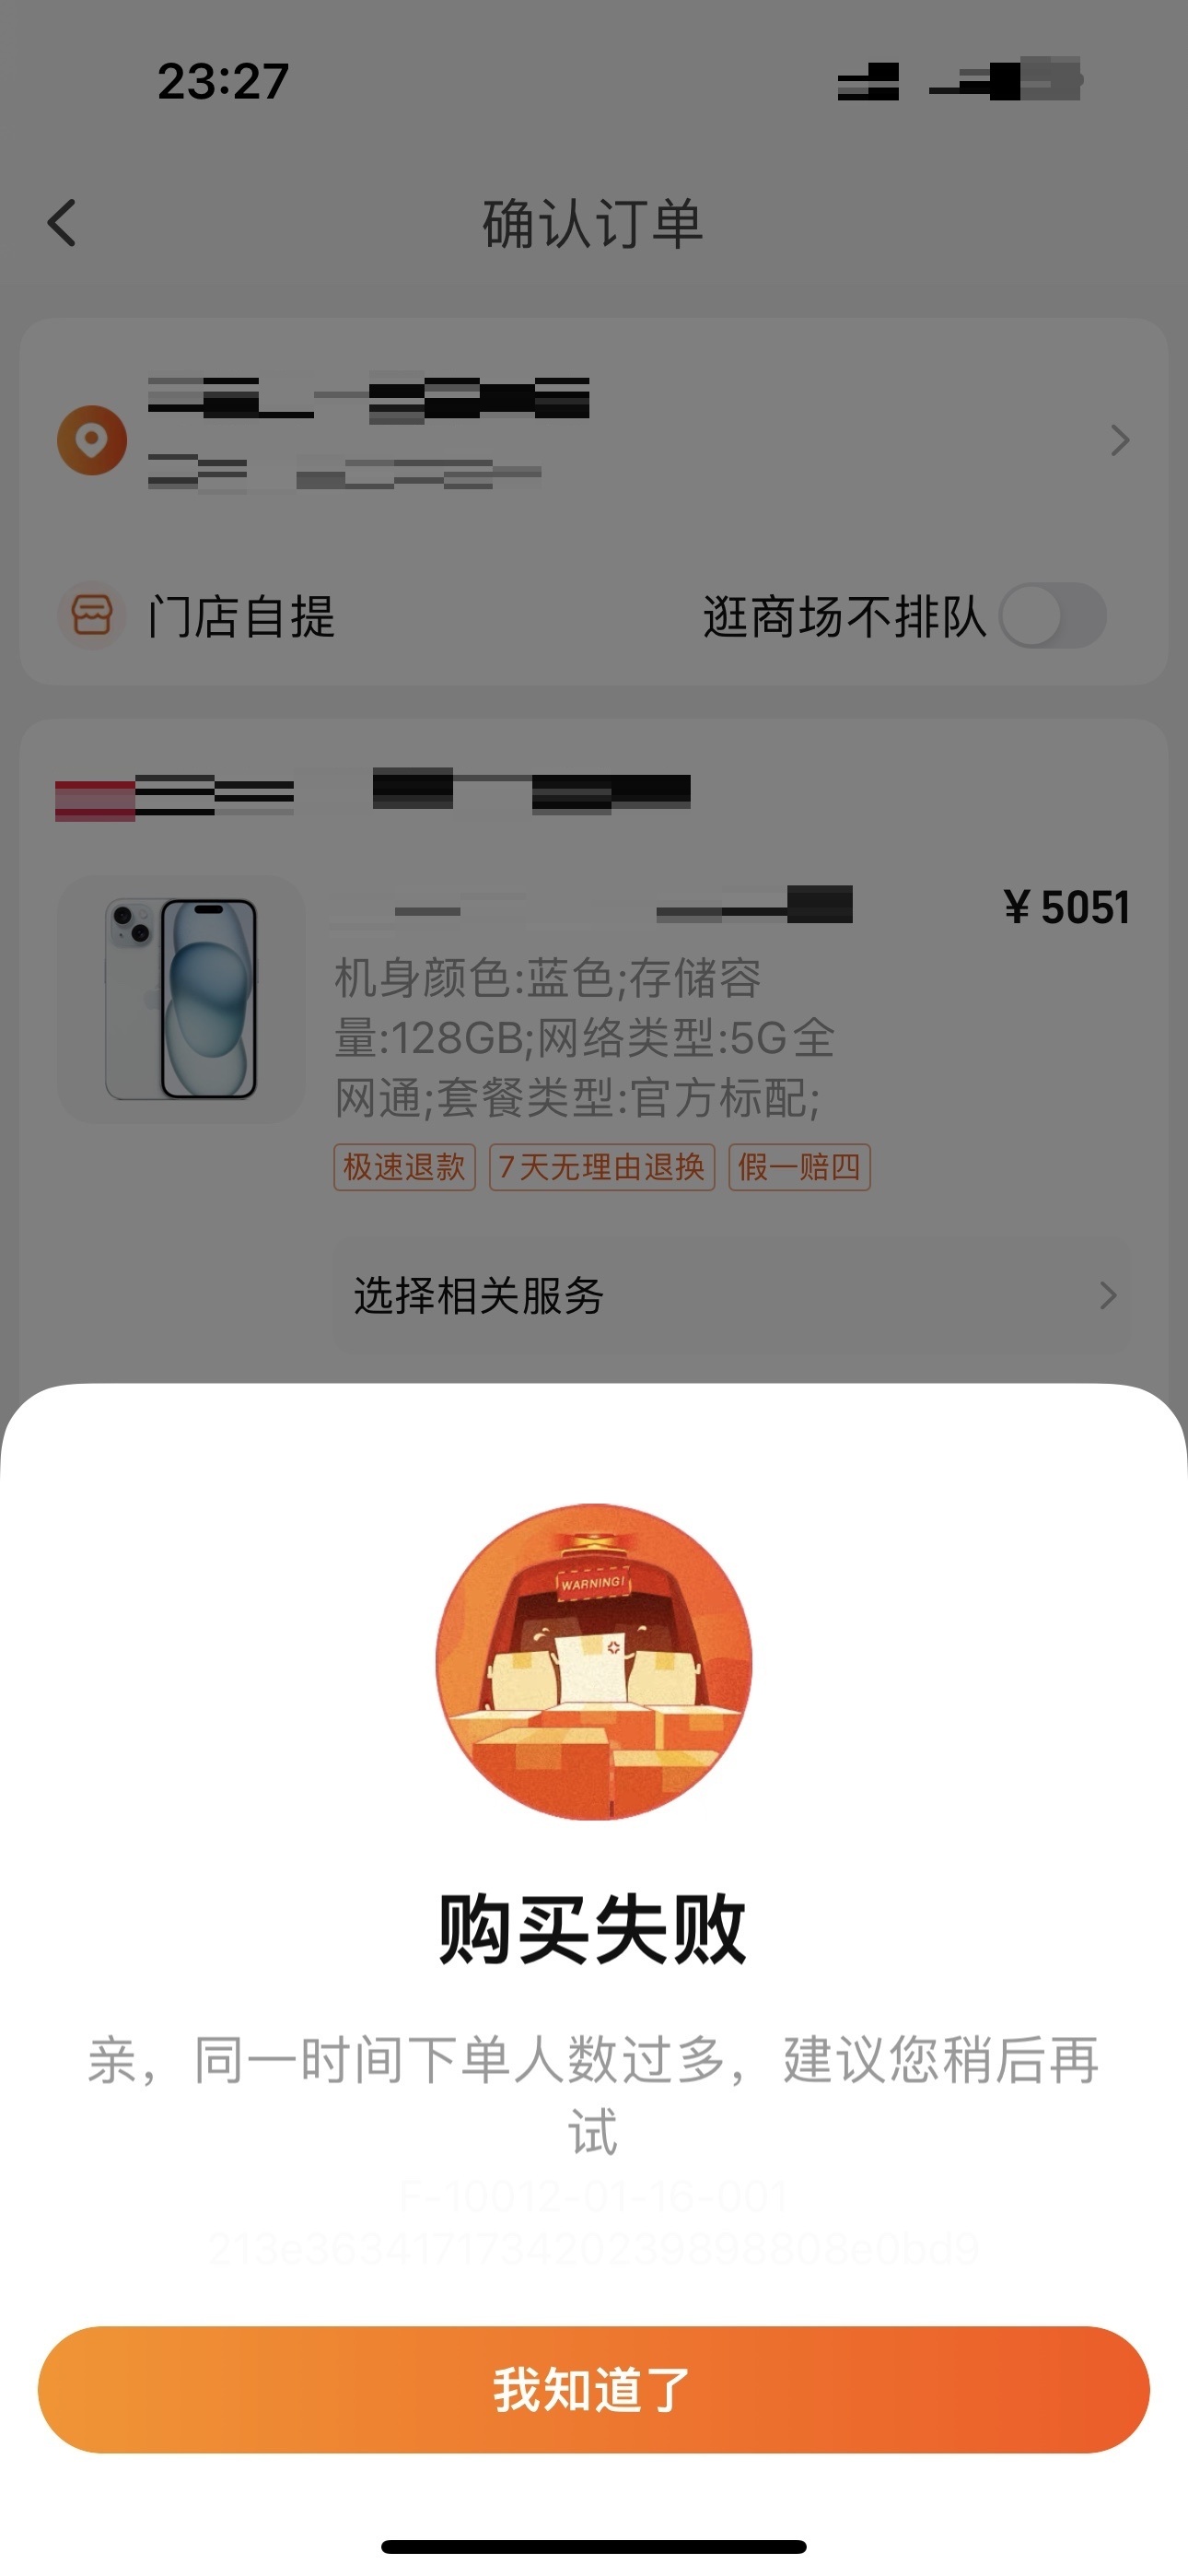 23:27
确认订单
门店自提
逛商场不排队
¥ 5051
机身颜色:蓝色;存储容
量:128GB;网络类型:5G全
网通;套餐类型:官方标配;
极速退款 7天无理由退换 假一赔四
选择相关服务
WARNING!
购买失败
亲，同一时间下单人数过多，建议您稍后再
试
F-10012-01-16-001
213e3634171734202398988​08e0bd9
我知道了